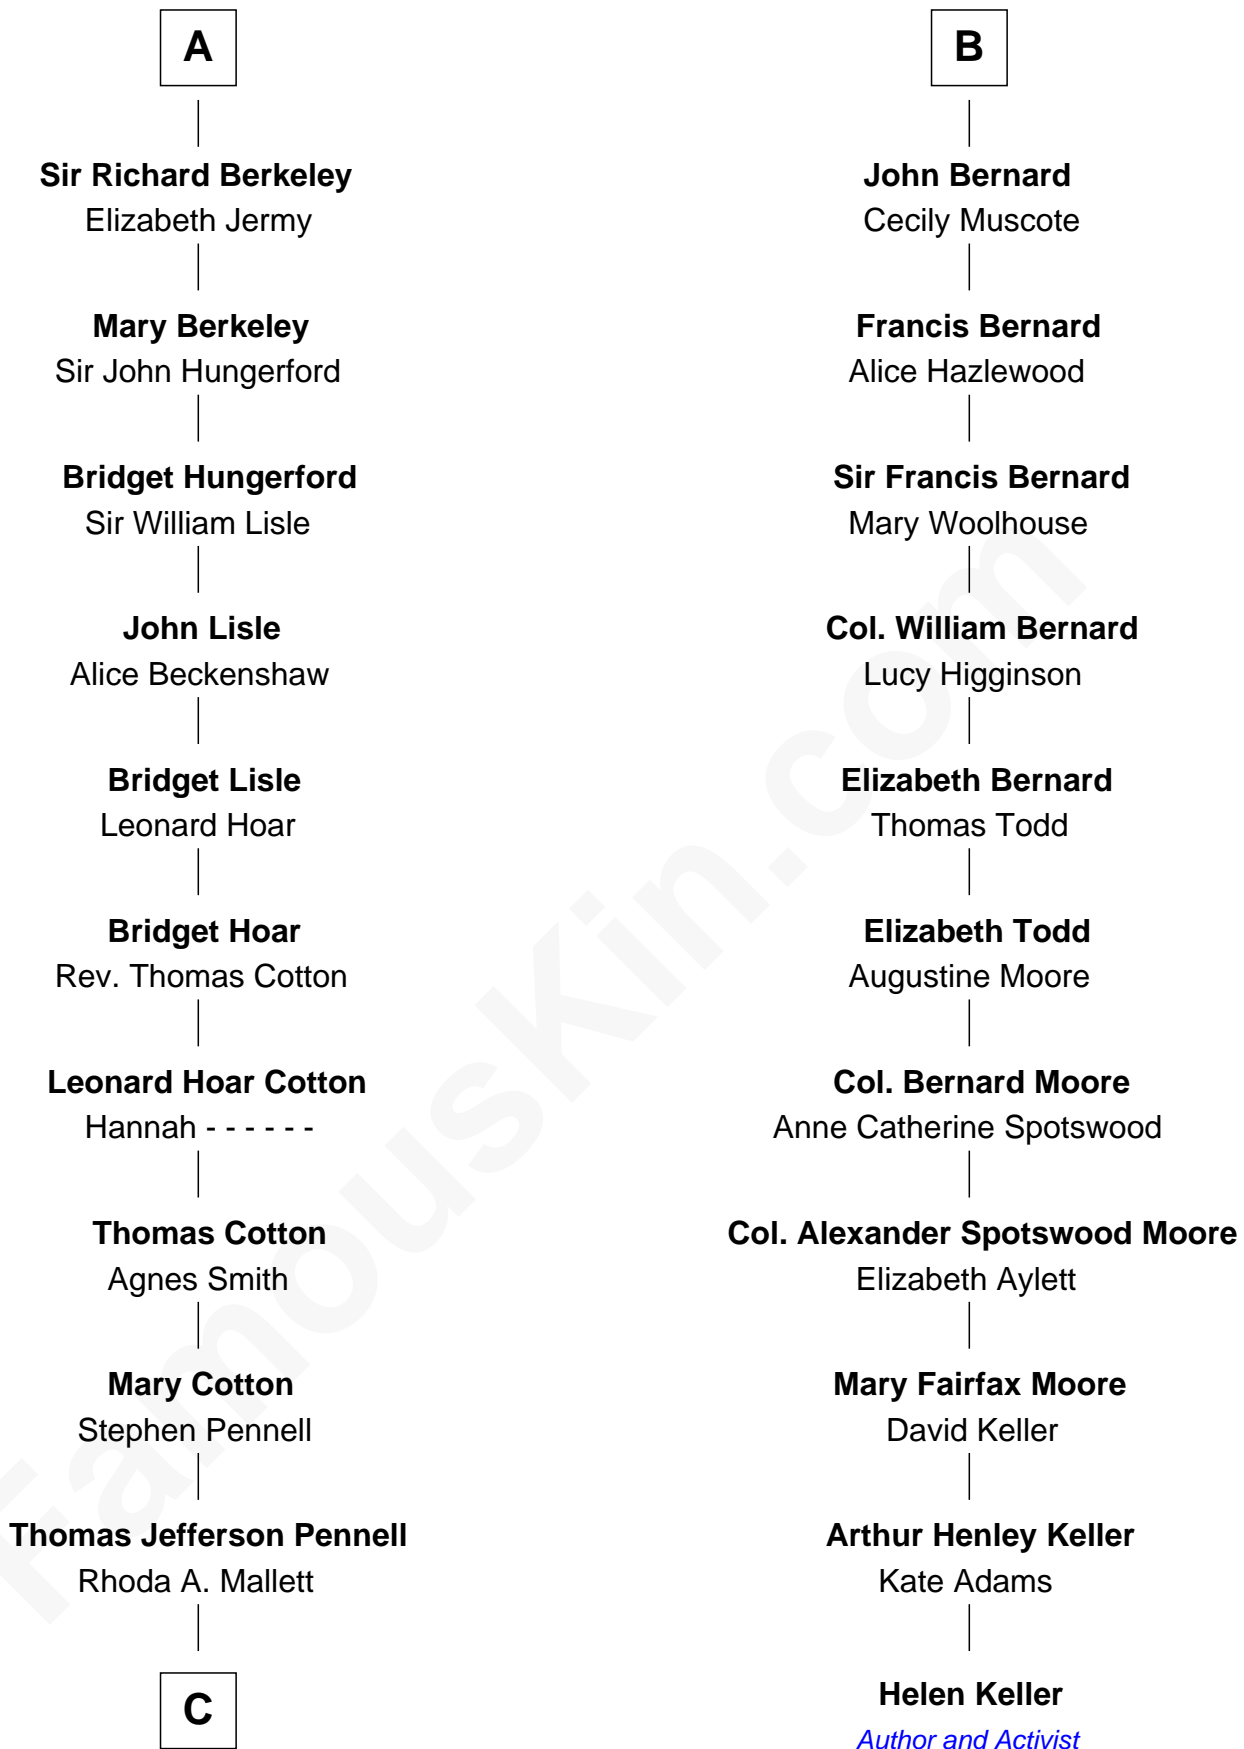 A
Sir Richard Berkeley
Elizabeth Jermy
Mary Berkeley
Sir John Hungerford
Bridget Hungerford
Sir William Lisle
John Lisle
Alice Beckenshaw
Bridget Lisle
Leonard Hoar
Bridget Hoar
Rev. Thomas Cotton
Leonard Hoar Cotton
Hannah - - - - - -
Thomas Cotton
Agnes Smith
Mary Cotton
Stephen Pennell
Thomas Jefferson Pennell
Rhoda A. Mallett
C
B
John Bernard
Cecily Muscote
Francis Bernard
Alice Hazlewood
Sir Francis Bernard
Mary Woolhouse
Col. William Bernard
Lucy Higginson
Elizabeth Bernard
Thomas Todd
Elizabeth Todd
Augustine Moore
Col. Bernard Moore
Anne Catherine Spotswood
Col. Alexander Spotswood Moore
Elizabeth Aylett
Mary Fairfax Moore
David Keller
Arthur Henley Keller
Kate Adams
Helen Keller
Author and Activist
FamousKin.com